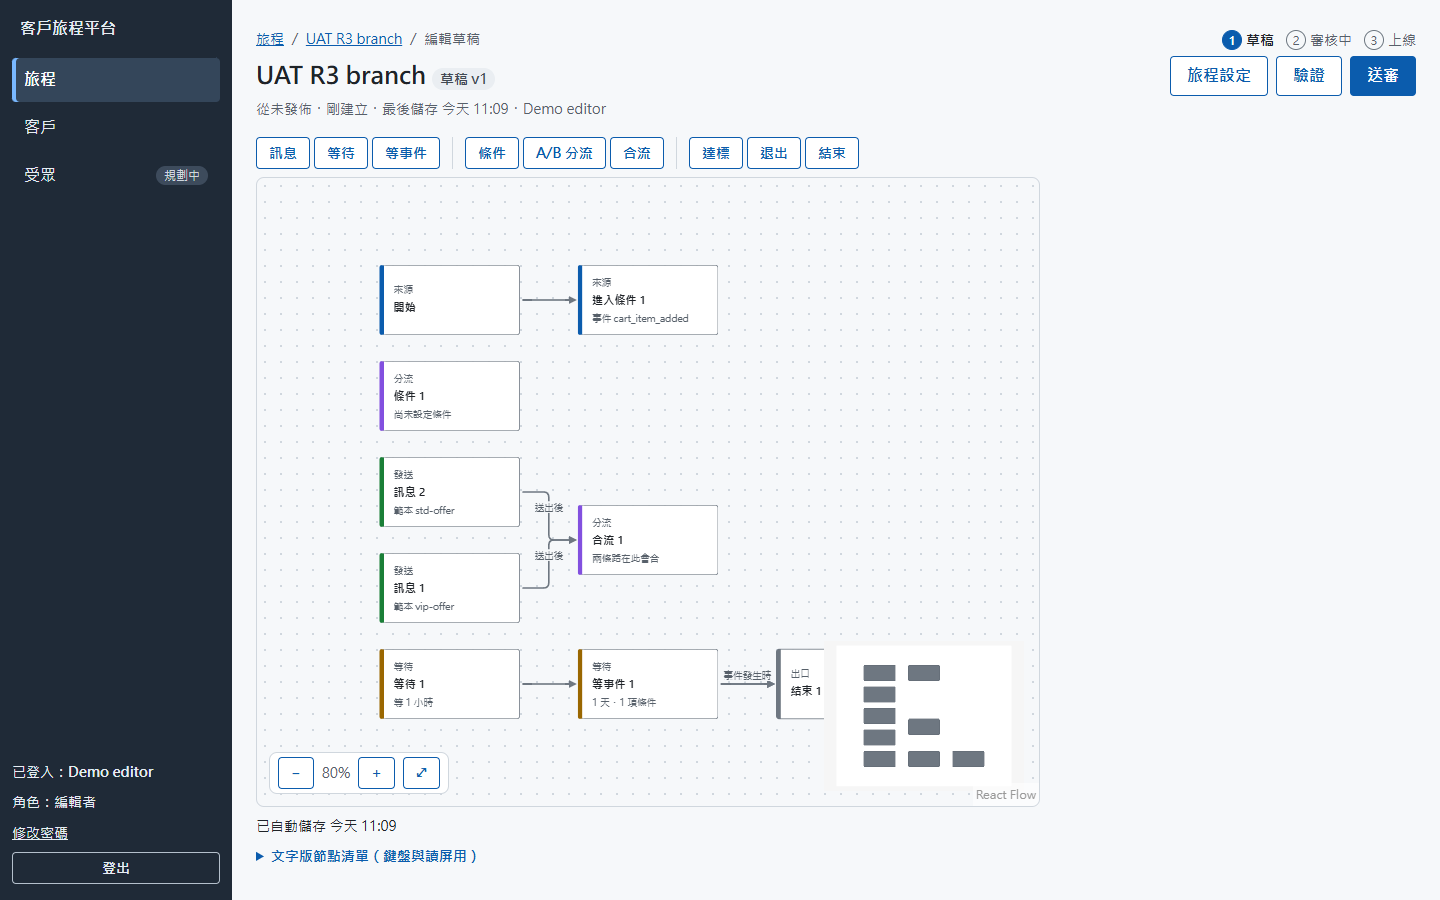 客戶旅程平台
旅程
客戶
受眾 規劃中
已登入：Demo editor
角色：編輯者
修改密碼
登出
旅程 / UAT R3 branch / 編輯草稿
1 草稿 2 審核中 3 上線
UAT R3 branch 草稿 v1
旅程設定 驗證 送審
從未發佈 · 剛建立 · 最後儲存 今天 11:09 · Demo editor
訊息 等待 等事件 條件 A/B 分流 合流 達標 退出 結束
來源
開始
來源
進入條件 1
事件 cart_item_added
分流
條件 1
尚未設定條件
發送
訊息 2
範本 std-offer
送出後
分流
合流 1
兩條路在此會合
送出後
發送
訊息 1
範本 vip-offer
等待
等待 1
等 1 小時
等待
等事件 1
1 天 · 1 項條件
事件發生時
出口
結束 1
− 80% +
React Flow
已自動儲存 今天 11:09
文字版節點清單（鍵盤與讀屏用）